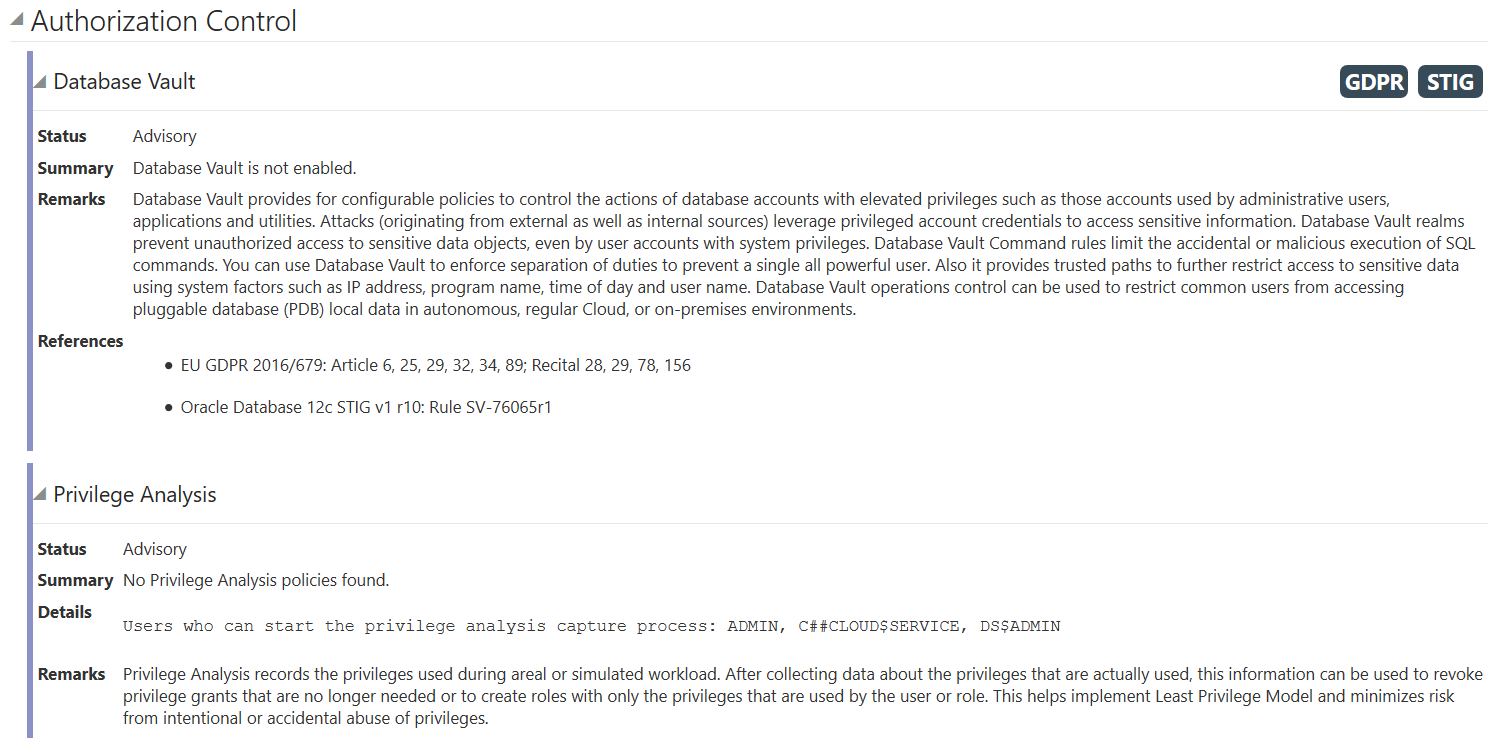 Authorization Control
Database Vault
GDPR STIG
Status Advisory
Summary Database Vault is not enabled.
Remarks Database Vault provides for configurable policies to control the actions of database accounts with elevated privileges such as those accounts used by administrative users,
applications and utilities. Attacks (originating from external as well as internal sources) leverage privileged account credentials to access sensitive information. Database Vault realms
prevent unauthorized access to sensitive data objects, even by user accounts with system privileges. Database Vault Command rules limit the accidental or malicious execution of SQL
commands. You can use Database Vault to enforce separation of duties to prevent a single all powerful user. Also it provides trusted paths to further restrict access to sensitive data
using system factors such as IP address, program name, time of day and user name. Database Vault operations control can be used to restrict common users from accessing
pluggable database (PDB) local data in autonomous, regular Cloud, or on-premises environments.
References
• EU GDPR 2016/679: Article 6, 25, 29, 32, 34, 89; Recital 28, 29, 78, 156
• Oracle Database 12c STIG v1 r10: Rule SV-76065r1
Privilege Analysis
Status Advisory
Summary No Privilege Analysis policies found.
Details
Users who can start the privilege analysis capture process: ADMIN, C##CLOUD$SERVICE, DS$ADMIN
Remarks Privilege Analysis records the privileges used during areal or simulated workload. After collecting data about the privileges that are actually used, this information can be used to revoke
privilege grants that are no longer needed or to create roles with only the privileges that are used by the user or role. This helps implement Least Privilege Model and minimizes risk
from intentional or accidental abuse of privileges.